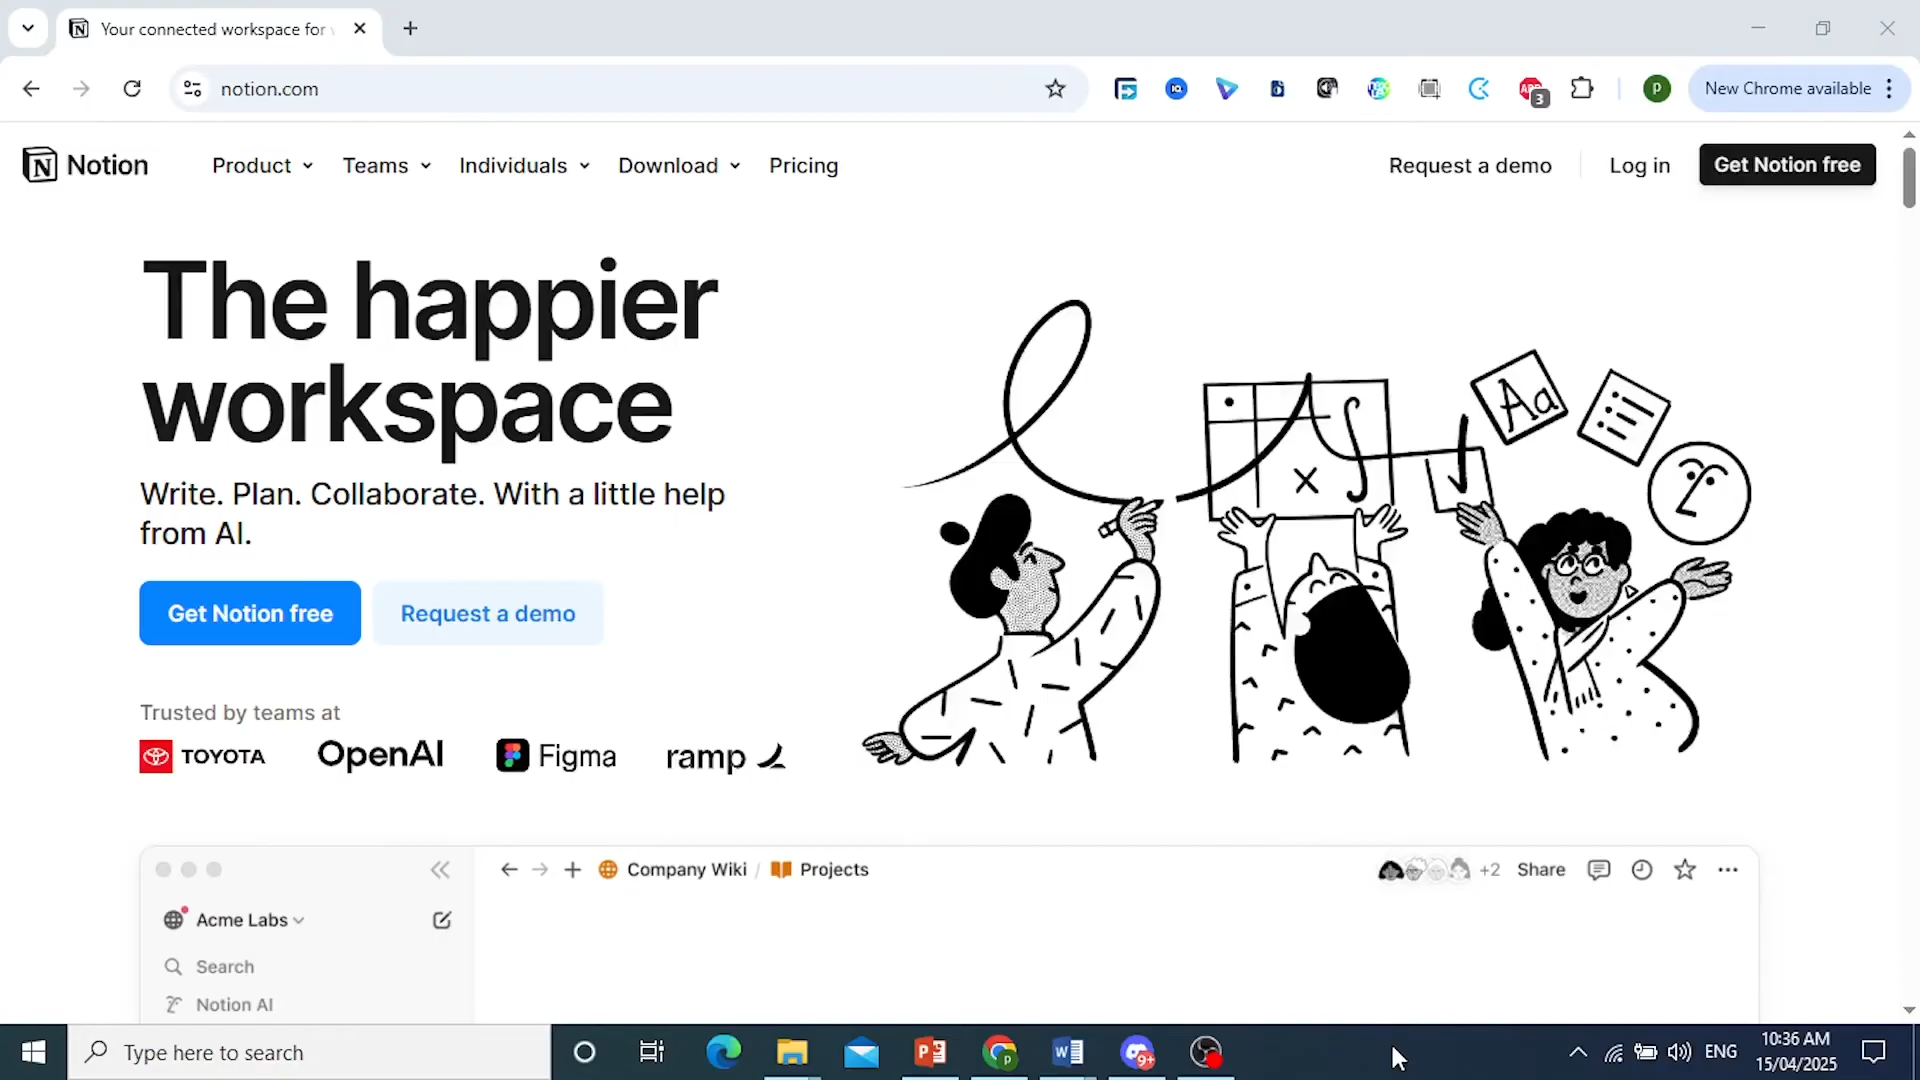 Your connected workspace for
notion.com
New Chrome available
3
P
Notion
Product
Teams
Individuals
Download
Pricing
Request a demo
Log in
Get Notion free
The happier
workspace
Write. Plan. Collaborate. With a little help
from AI.
Get Notion free
Request a demo
Aa
Trusted by teams at
TOYOTA
OpenAI
Figma
ramp
Company Wiki / Projects
+2
Share
Acme Labs
Search
Notion AI
Type here to search
9+
ENG
10:36 AM
15/04/2025